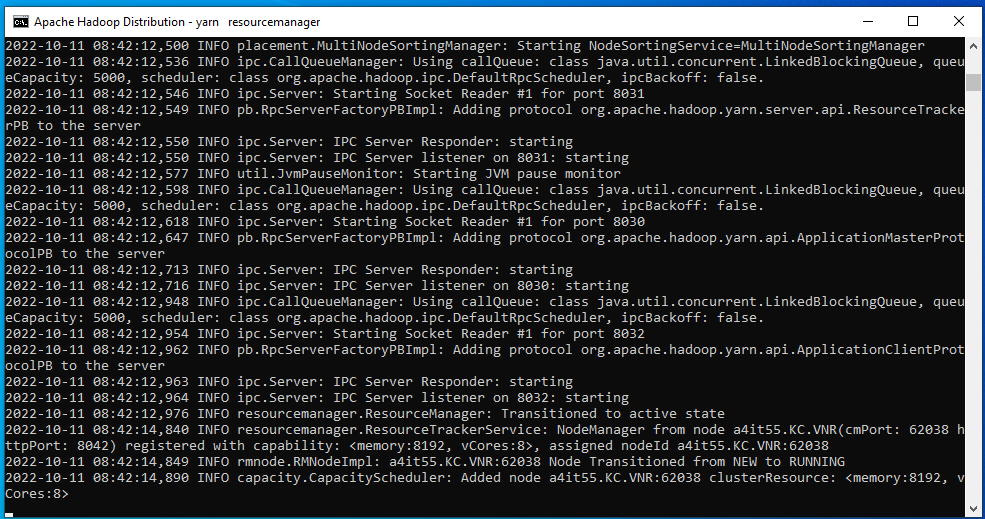 Apache Hadoop Distribution - yarn   resourcemanager
2022-10-11 08:42:12,500 INFO placement.MultiNodeSortingManager: Starting NodeSortingService=MultiNodeSortingManager
2022-10-11 08:42:12,536 INFO ipc.CallQueueManager: Using callQueue: class java.util.concurrent.LinkedBlockingQueue, queu
eCapacity: 5000, scheduler: class org.apache.hadoop.ipc.DefaultRpcScheduler, ipcBackoff: false.
2022-10-11 08:42:12,546 INFO ipc.Server: Starting Socket Reader #1 for port 8031
2022-10-11 08:42:12,549 INFO pb.RpcServerFactoryPBImpl: Adding protocol org.apache.hadoop.yarn.server.api.ResourceTracke
rPB to the server
2022-10-11 08:42:12,550 INFO ipc.Server: IPC Server Responder: starting
2022-10-11 08:42:12,550 INFO ipc.Server: IPC Server listener on 8031: starting
2022-10-11 08:42:12,577 INFO util.JvmPauseMonitor: Starting JVM pause monitor
2022-10-11 08:42:12,598 INFO ipc.CallQueueManager: Using callQueue: class java.util.concurrent.LinkedBlockingQueue, queu
eCapacity: 5000, scheduler: class org.apache.hadoop.ipc.DefaultRpcScheduler, ipcBackoff: false.
2022-10-11 08:42:12,618 INFO ipc.Server: Starting Socket Reader #1 for port 8030
2022-10-11 08:42:12,647 INFO pb.RpcServerFactoryPBImpl: Adding protocol org.apache.hadoop.yarn.api.ApplicationMasterProt
ocolPB to the server
2022-10-11 08:42:12,713 INFO ipc.Server: IPC Server Responder: starting
2022-10-11 08:42:12,716 INFO ipc.Server: IPC Server listener on 8030: starting
2022-10-11 08:42:12,948 INFO ipc.CallQueueManager: Using callQueue: class java.util.concurrent.LinkedBlockingQueue, queu
eCapacity: 5000, scheduler: class org.apache.hadoop.ipc.DefaultRpcScheduler, ipcBackoff: false.
2022-10-11 08:42:12,954 INFO ipc.Server: Starting Socket Reader #1 for port 8032
2022-10-11 08:42:12,962 INFO pb.RpcServerFactoryPBImpl: Adding protocol org.apache.hadoop.yarn.api.ApplicationClientProt
ocolPB to the server
2022-10-11 08:42:12,963 INFO ipc.Server: IPC Server Responder: starting
2022-10-11 08:42:12,964 INFO ipc.Server: IPC Server listener on 8032: starting
2022-10-11 08:42:12,976 INFO resourcemanager.ResourceManager: Transitioned to active state
2022-10-11 08:42:14,840 INFO resourcemanager.ResourceTrackerService: NodeManager from node a4it55.KC.VNR(cmPort: 62038 h
ttpPort: 8042) registered with capability: <memory:8192, vCores:8>, assigned nodeId a4it55.KC.VNR:62038
2022-10-11 08:42:14,849 INFO rmnode.RMNodeImpl: a4it55.KC.VNR:62038 Node Transitioned from NEW to RUNNING
2022-10-11 08:42:14,890 INFO capacity.CapacityScheduler: Added node a4it55.KC.VNR:62038 clusterResource: <memory:8192, v
Cores:8>